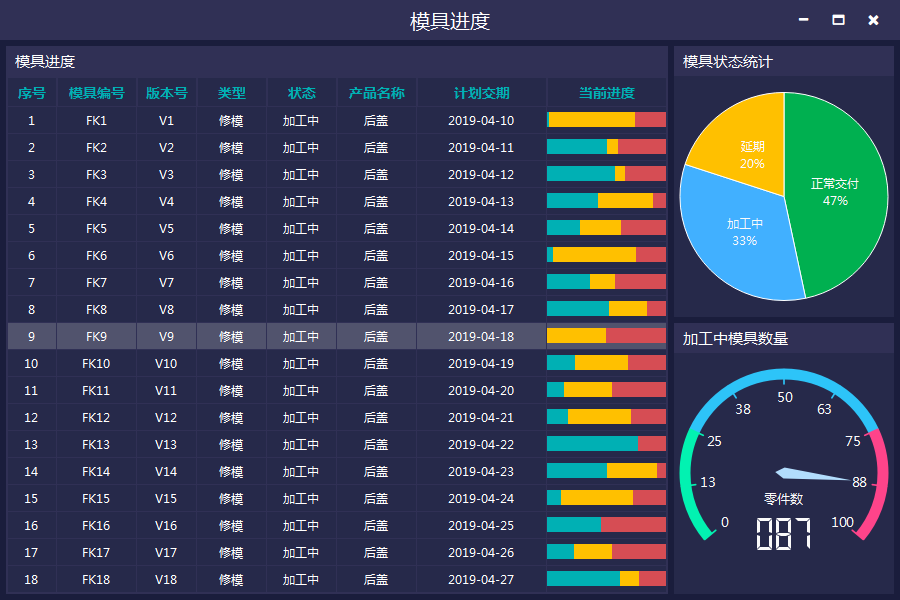 模具进度
模具进度
序号 模具编号 版本号 类型 状态 产品名称 计划交期 当前进度
1 FK1 V1 修模 加工中 后盖 2019-04-10
2 FK2 V2 修模 加工中 后盖 2019-04-11
3 FK3 V3 修模 加工中 后盖 2019-04-12
4 FK4 V4 修模 加工中 后盖 2019-04-13
5 FK5 V5 修模 加工中 后盖 2019-04-14
6 FK6 V6 修模 加工中 后盖 2019-04-15
7 FK7 V7 修模 加工中 后盖 2019-04-16
8 FK8 V8 修模 加工中 后盖 2019-04-17
9 FK9 V9 修模 加工中 后盖 2019-04-18
10 FK10 V10 修模 加工中 后盖 2019-04-19
11 FK11 V11 修模 加工中 后盖 2019-04-20
12 FK12 V12 修模 加工中 后盖 2019-04-21
13 FK13 V13 修模 加工中 后盖 2019-04-22
14 FK14 V14 修模 加工中 后盖 2019-04-23
15 FK15 V15 修模 加工中 后盖 2019-04-24
16 FK16 V16 修模 加工中 后盖 2019-04-25
17 FK17 V17 修模 加工中 后盖 2019-04-26
18 FK18 V18 修模 加工中 后盖 2019-04-27
模具状态统计
延期
20%
正常交付
47%
加工中
33%
加工中模具数量
0
13
25
38
50
63
75
88
100
零件数
087